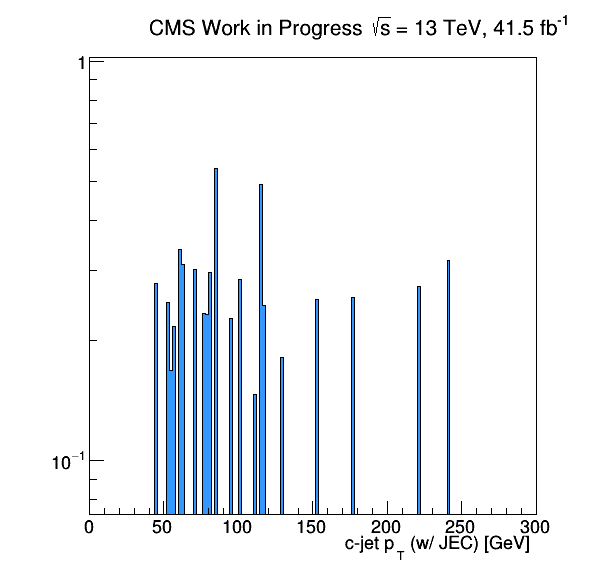 CMS Work in Progress √s = 13 TeV, 41.5 fb⁻¹
1
10⁻¹
0 50 100 150 200 250 300
c-jet p_T (w/ JEC) [GeV]